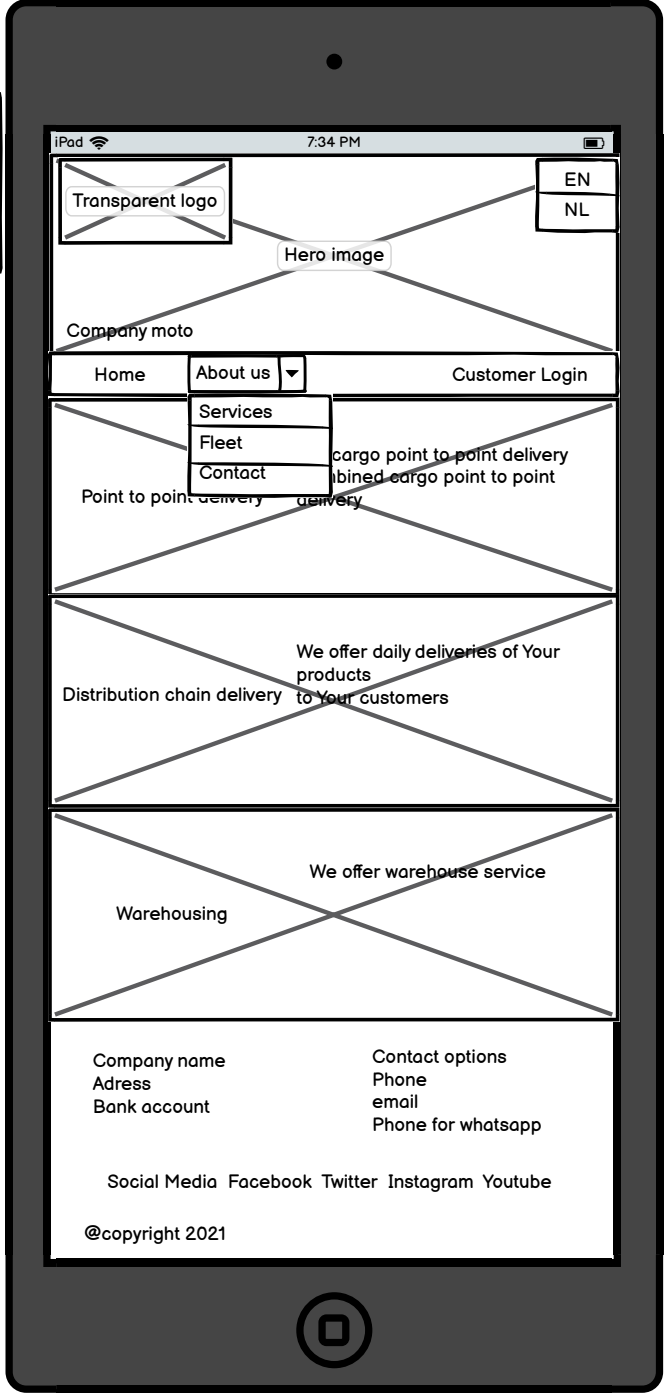 iPad 7:34 PM
Transparent logo
EN
NL
Hero image
Company moto
Home About us Customer Login
Services
Fleet
Contact
Point to point delivery
cargo point to point delivery
cargo point to point
delivery
Distribution chain delivery
We offer daily deliveries of Your
products
to Your customers
Warehousing
We offer warehouse service
Company name
Adress
Bank account
Contact options
Phone
email
Phone for whatsapp
Social Media Facebook Twitter Instagram Youtube
@copyright 2021